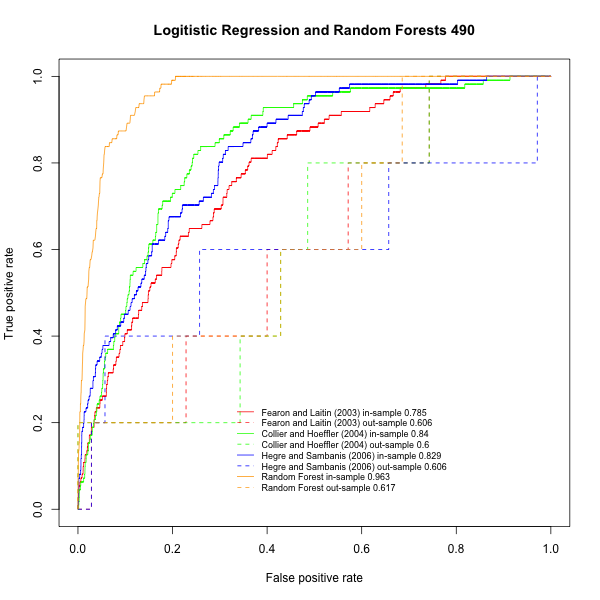 Logitistic Regression and Random Forests 490
True positive rate
1.0
0.8
0.6
0.4
0.2
0.0
Fearon and Laitin (2003) in-sample 0.785
Fearon and Laitin (2003) out-sample 0.606
Collier and Hoeffler (2004) in-sample 0.84
Collier and Hoeffler (2004) out-sample 0.6
Hegre and Sambanis (2006) in-sample 0.829
Hegre and Sambanis (2006) out-sample 0.606
Random Forest in-sample 0.963
Random Forest out-sample 0.617
0.0 0.2 0.4 0.6 0.8 1.0
False positive rate